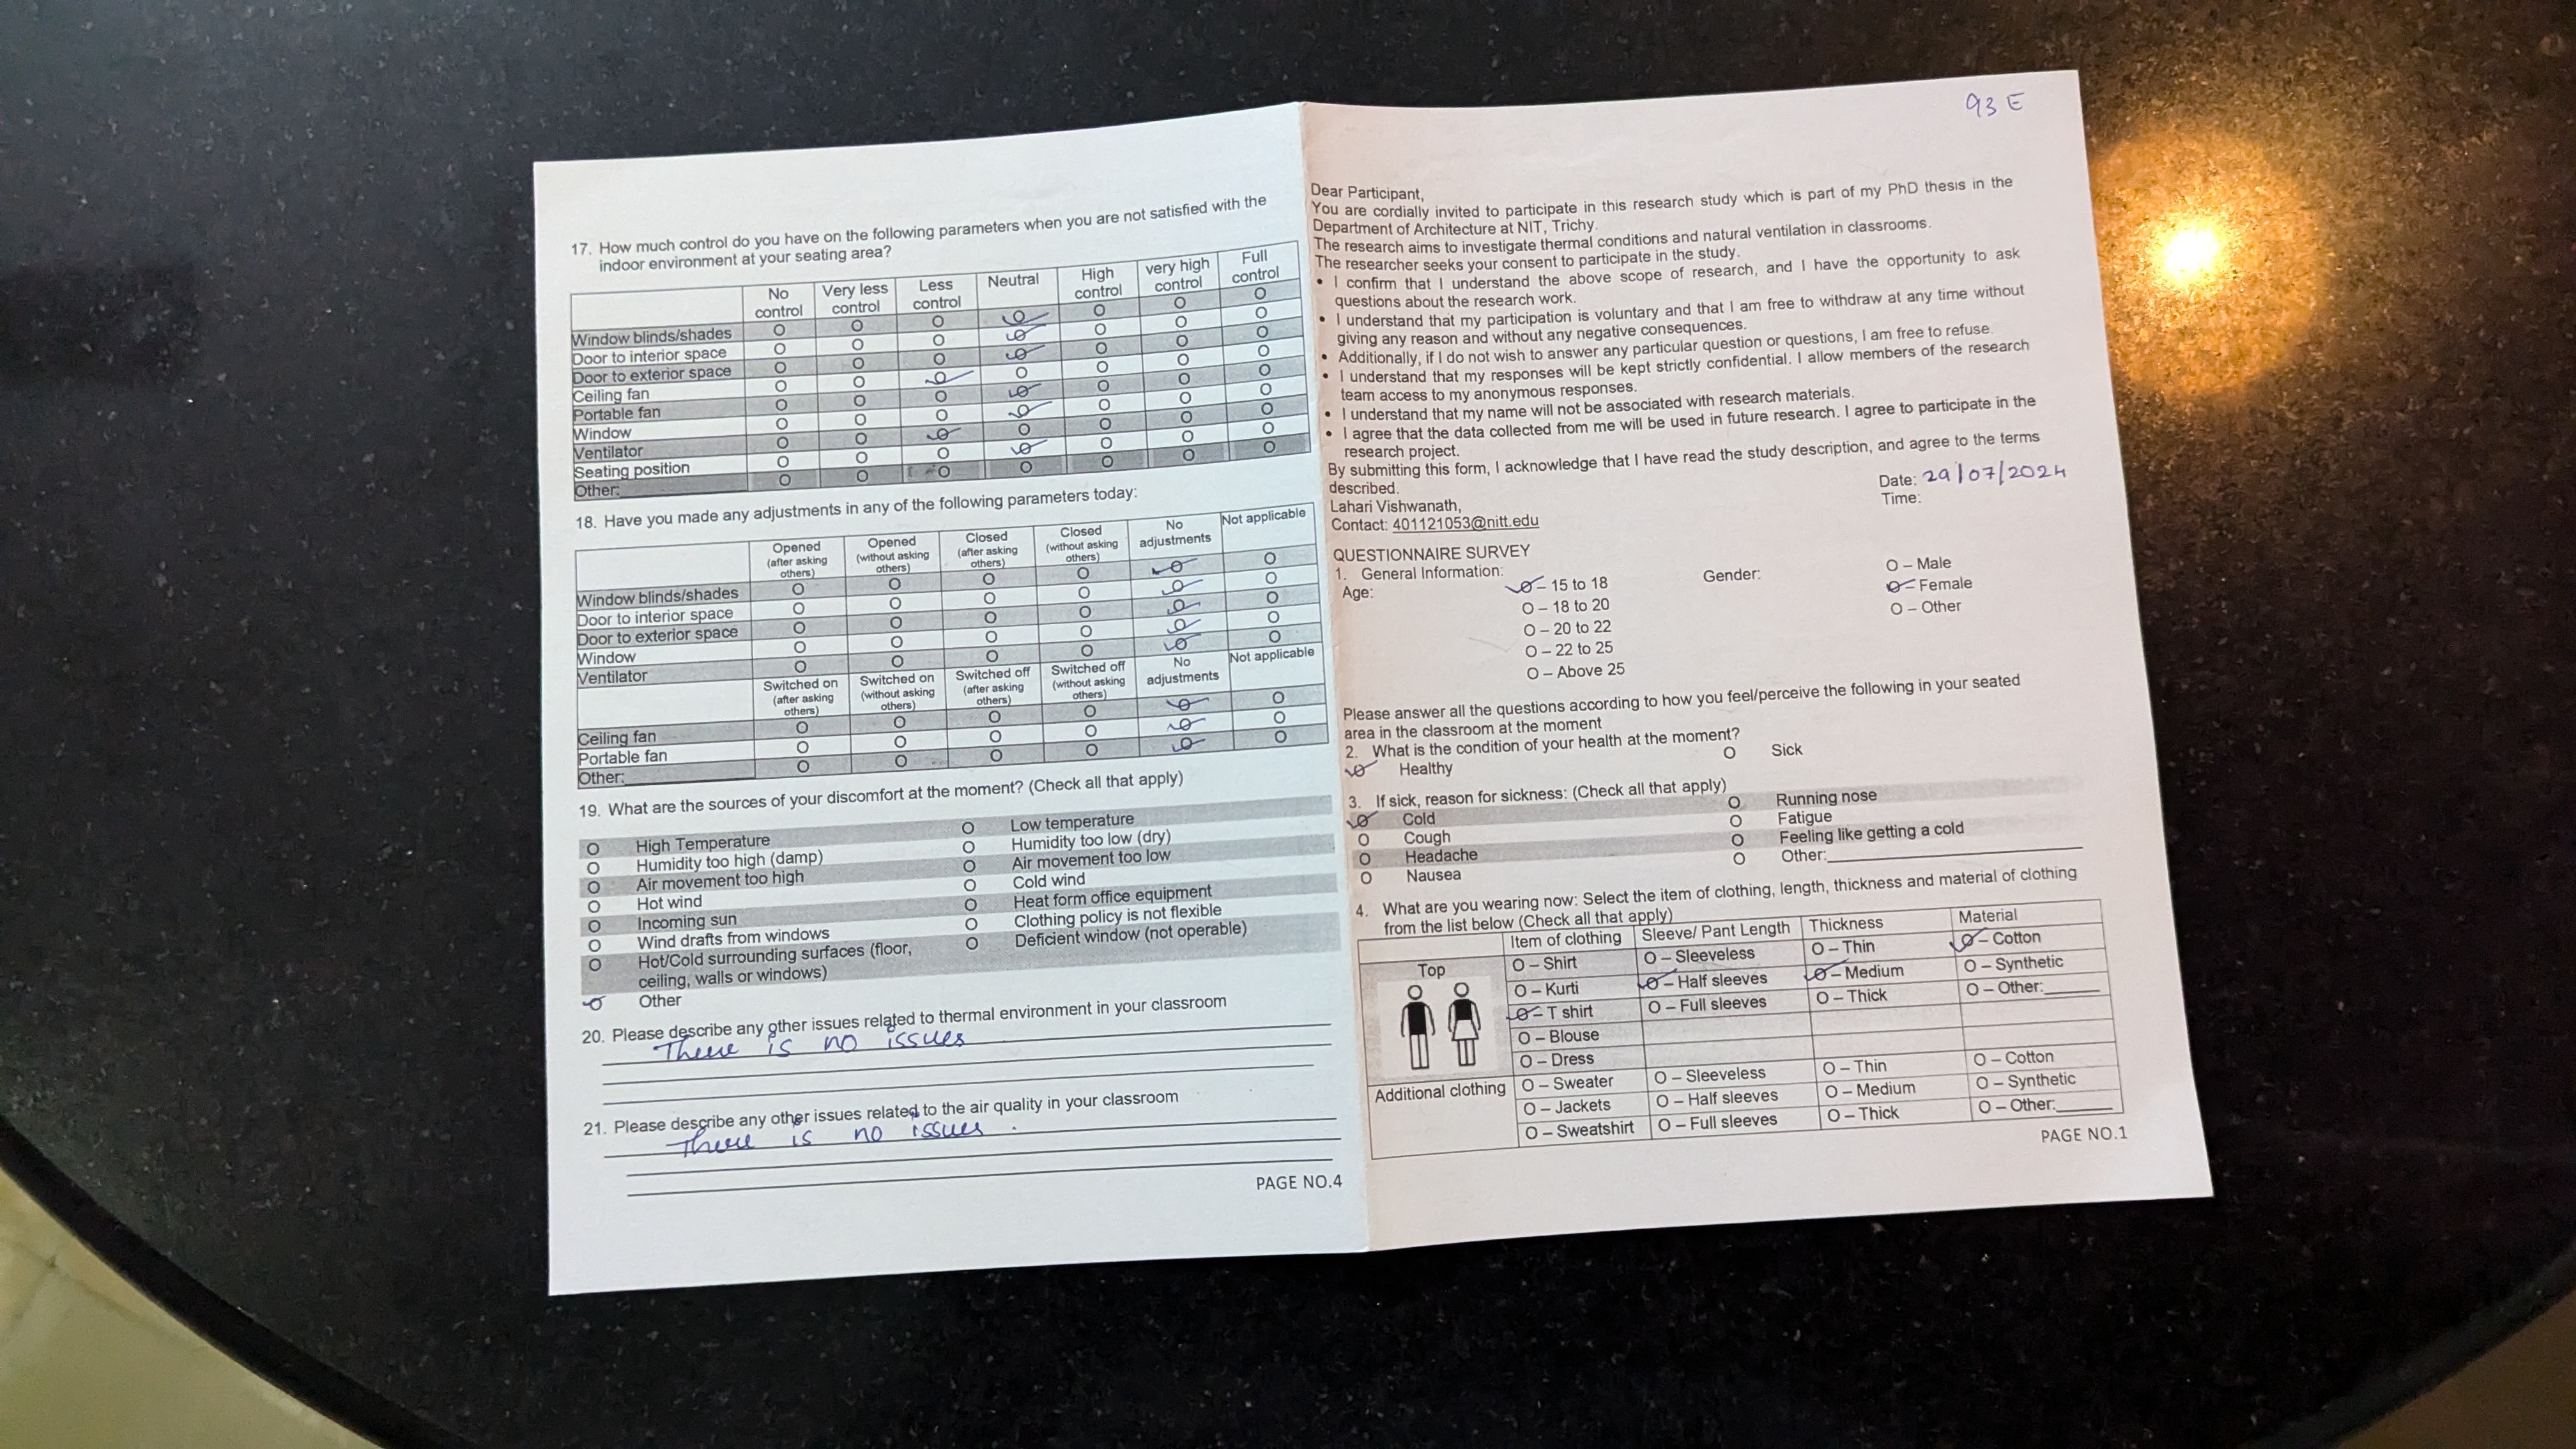 17. How much control do you have on the following parameters when you are not satisfied with the
indoor environment at your seating area?
No control Very less control Less control Neutral High control very high control Full control
Window blinds/shades O O O O O O O
Door to interior space O O O O O O O
Door to exterior space O O O O O O O
Ceiling fan O O O O O O O
Portable fan O O O O O O O
Window O O O O O O O
Ventilator O O O O O O O
Seating position O O O O O O O
Other: O O O O O O O
18. Have you made any adjustments in any of the following parameters today:
Opened (after asking others) Opened (without asking others) Closed (after asking others) Closed (without asking others) No adjustments Not applicable
Window blinds/shades O O O O O O
Door to interior space O O O O O O
Door to exterior space O O O O O O
Window O O O O O O
Ventilator O O O O O O
Switched on (after asking others) Switched on (without asking others) Switched off (after asking others) Switched off (without asking others) No adjustments Not applicable
Ceiling fan O O O O O O
Portable fan O O O O O O
Other: O O O O O O
19. What are the sources of your discomfort at the moment? (Check all that apply)
O High Temperature O Low temperature
O Humidity too high (damp) O Humidity too low (dry)
O Air movement too high O Air movement too low
O Hot wind O Cold wind
O Incoming sun O Heat form office equipment
O Wind drafts from windows O Clothing policy is not flexible
O Hot/Cold surrounding surfaces (floor, O Deficient window (not operable)
ceiling, walls or windows)
O Other
20. Please describe any other issues related to thermal environment in your classroom
There is no issues
21. Please describe any other issues related to the air quality in your classroom
There is no issues .
PAGE NO.4
93 E
Dear Participant,
You are cordially invited to participate in this research study which is part of my PhD thesis in the
Department of Architecture at NIT, Trichy.
The research aims to investigate thermal conditions and natural ventilation in classrooms.
The researcher seeks your consent to participate in the study.
• I confirm that I understand the above scope of research, and I have the opportunity to ask
questions about the research work.
• I understand that my participation is voluntary and that I am free to withdraw at any time without
giving any reason and without any negative consequences.
• Additionally, if I do not wish to answer any particular question or questions, I am free to refuse.
• I understand that my responses will be kept strictly confidential. I allow members of the research
team access to my anonymous responses.
• I understand that my name will not be associated with research materials.
• I agree that the data collected from me will be used in future research. I agree to participate in the
research project.
By submitting this form, I acknowledge that I have read the study description, and agree to the terms
described.
Date: 29/07/2024
Lahari Vishwanath, Time:
Contact: 401121053@nitt.edu
QUESTIONNAIRE SURVEY
1. General Information:
Age: O – 15 to 18 Gender: O – Male
O – 18 to 20 O – Female
O – 20 to 22 O – Other
O – 22 to 25
O – Above 25
Please answer all the questions according to how you feel/perceive the following in your seated
area in the classroom at the moment
2. What is the condition of your health at the moment?
O Healthy O Sick
3. If sick, reason for sickness: (Check all that apply)
O Cold O Running nose
O Cough O Fatigue
O Headache O Feeling like getting a cold
O Nausea O Other:
4. What are you wearing now: Select the item of clothing, length, thickness and material of clothing
from the list below (Check all that apply)
Item of clothing Sleeve/ Pant Length Thickness Material
Top O – Shirt O – Sleeveless O – Thin O – Cotton
O – Kurti O – Half sleeves O – Medium O – Synthetic
O – T shirt O – Full sleeves O – Thick O – Other:
O – Blouse
O – Dress
Additional clothing O – Sweater O – Sleeveless O – Thin O – Cotton
O – Jackets O – Half sleeves O – Medium O – Synthetic
O – Sweatshirt O – Full sleeves O – Thick O – Other:
PAGE NO.1